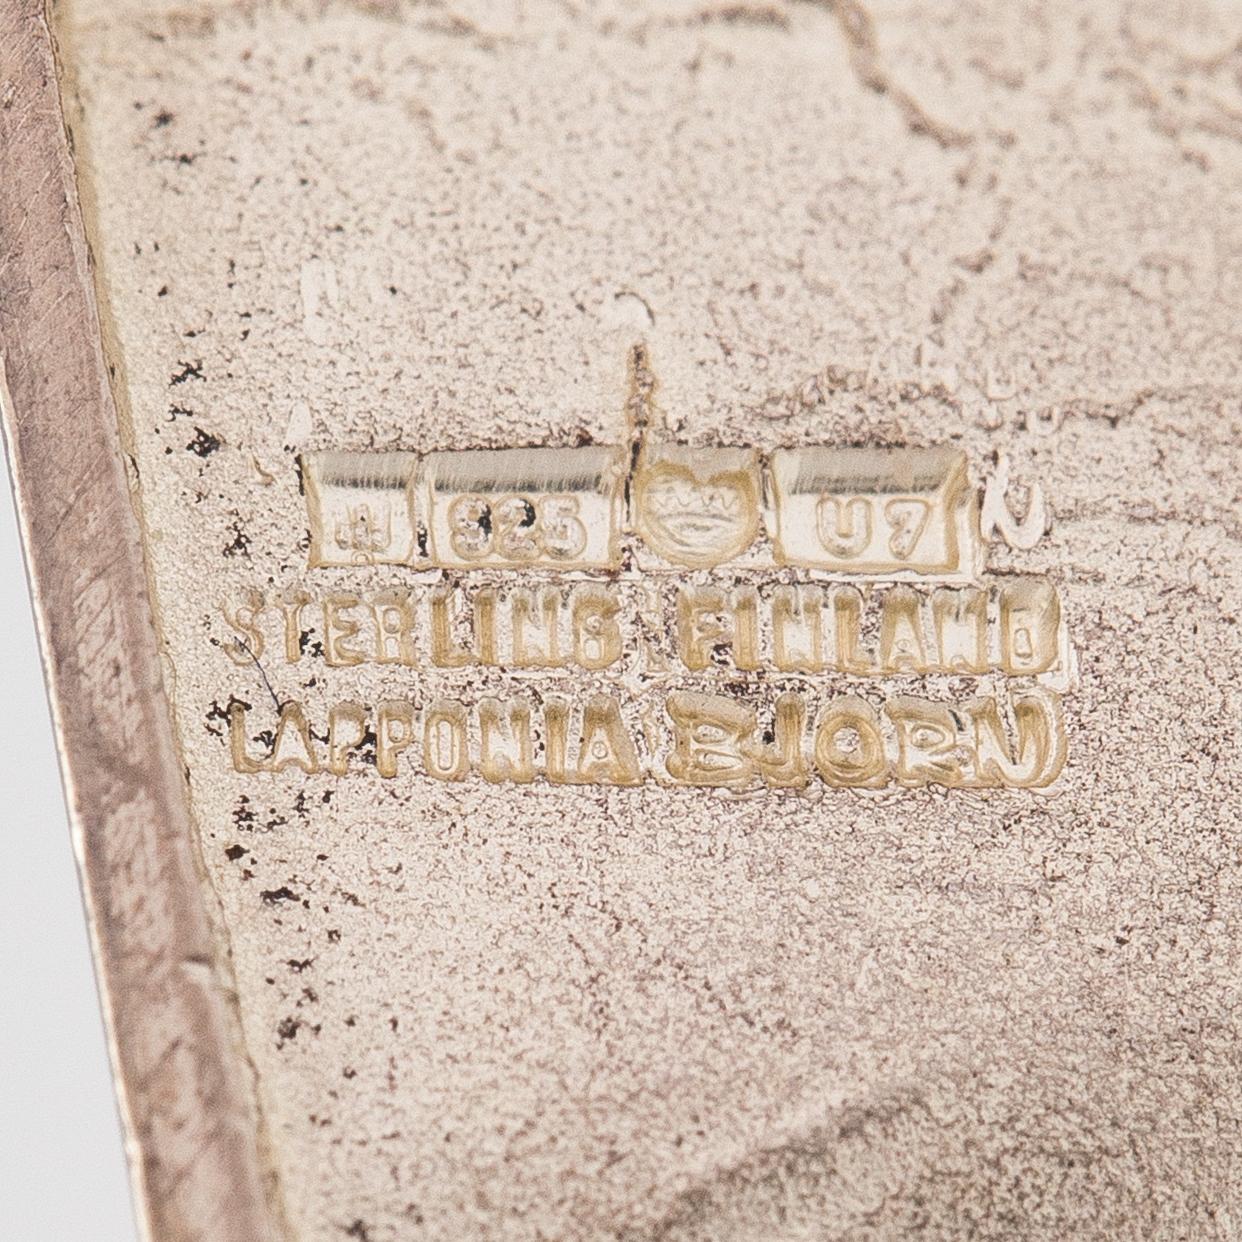 925 U7
STERLING FINLAND
LAPPONIA BJORN